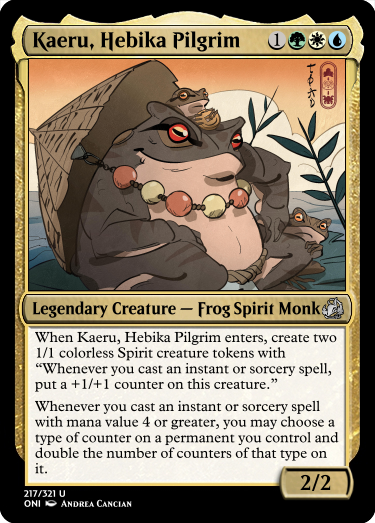 Kaeru, Hebika Pilgrim 1
Legendary Creature — Frog Spirit Monk
When Kaeru, Hebika Pilgrim enters, create two
1/1 colorless Spirit creature tokens with
“Whenever you cast an instant or sorcery spell,
put a +1/+1 counter on this creature.”
Whenever you cast an instant or sorcery spell
with mana value 4 or greater, you may choose a
type of counter on a permanent you control and
double the number of counters of that type on
it.
2/2
217/321 U
ONI Andrea Cancian